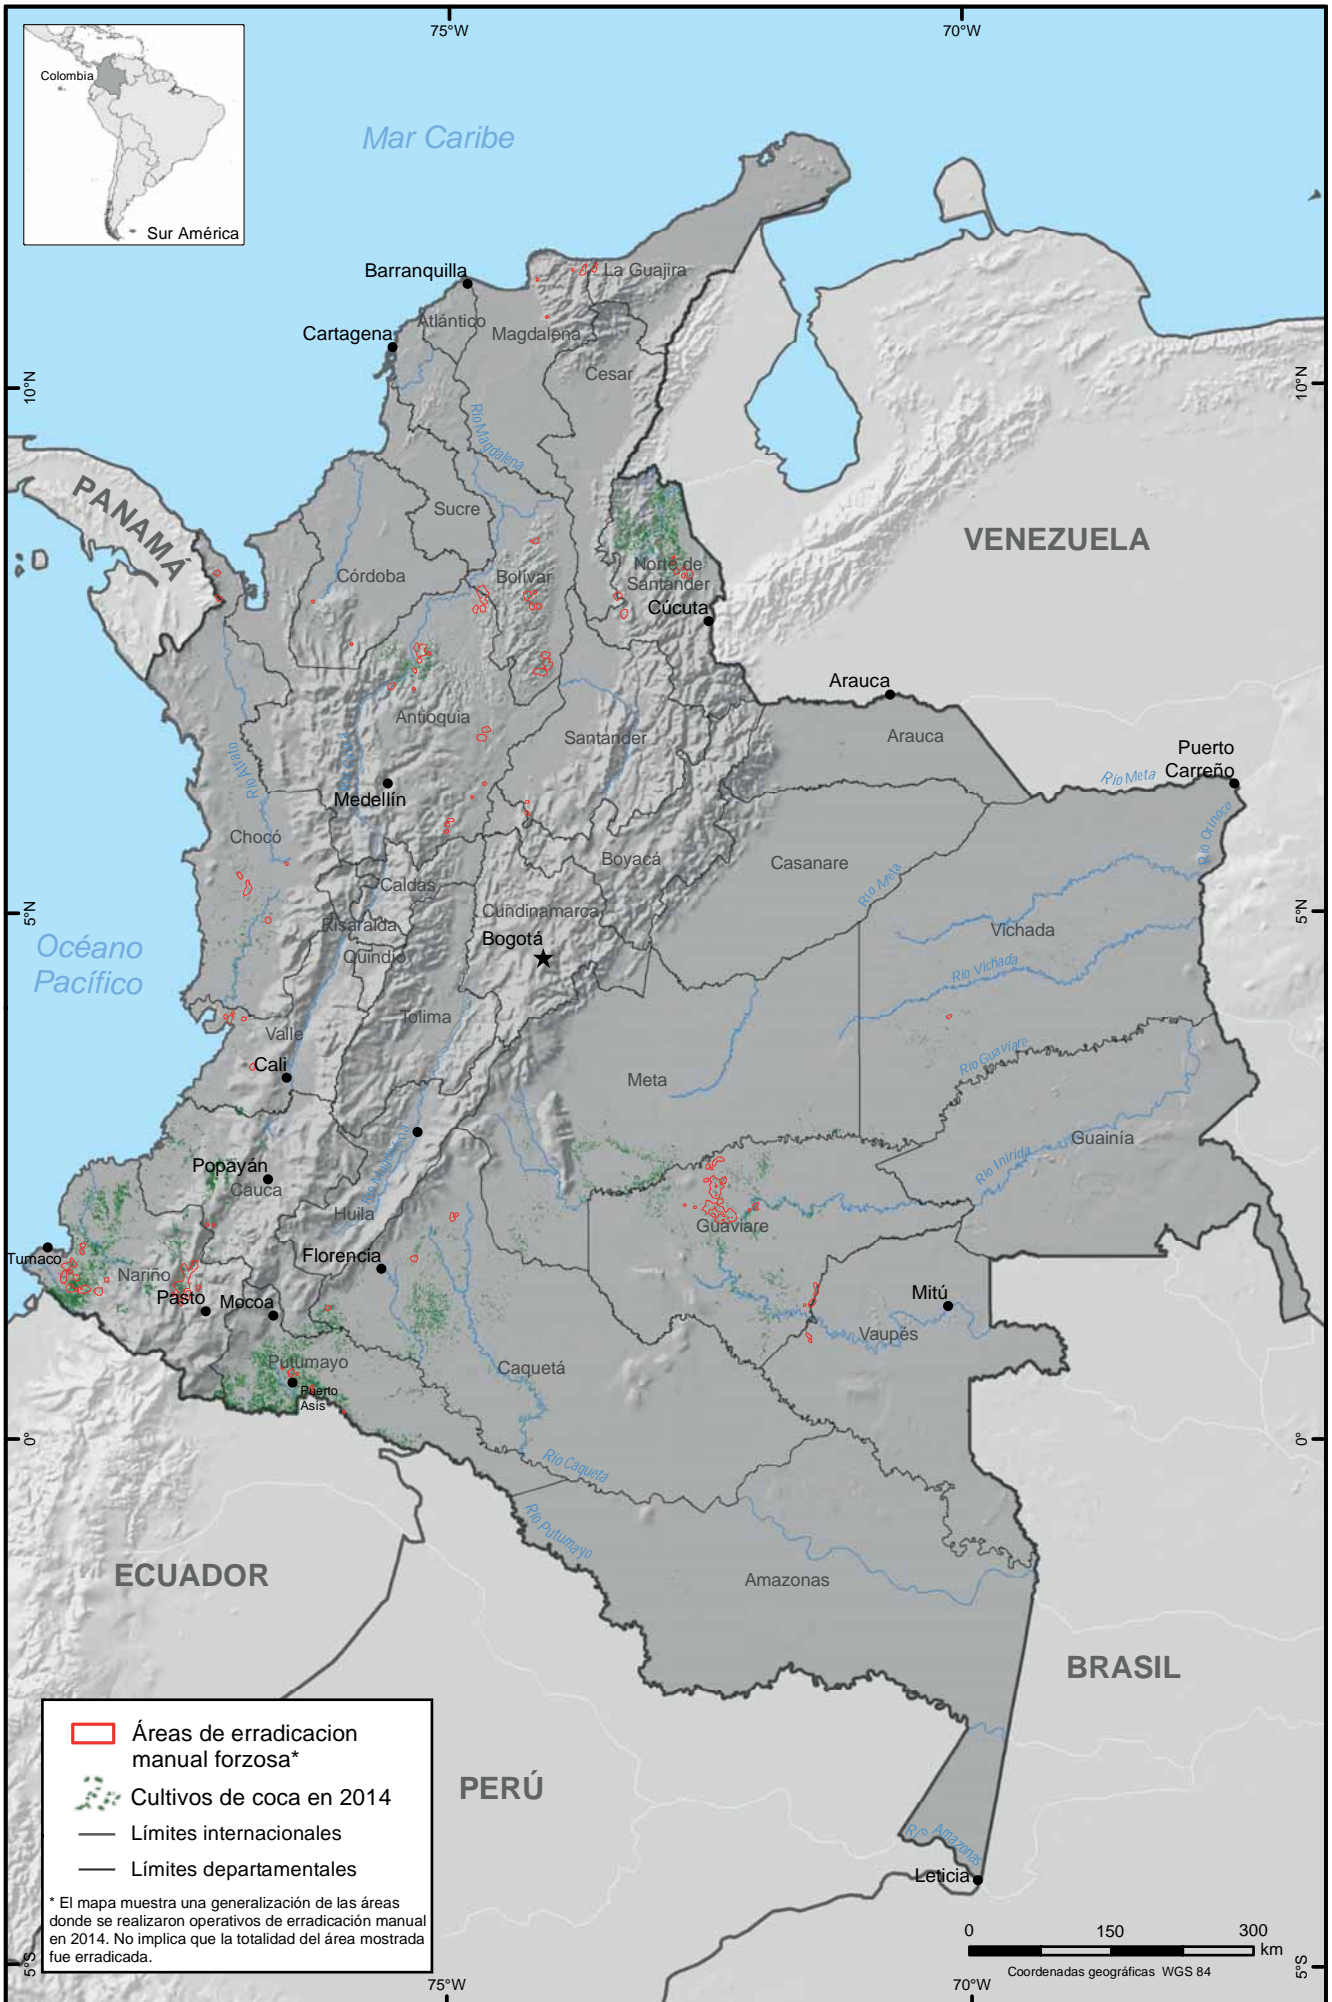 75°W
70°W
Colombia
Sur América
Mar Caribe
Barranquilla
La Guajira
Atlántico
Magdalena
Cartagena
Cesar
10°N
10°N
Río Magdalena
PANAMÁ
Sucre
VENEZUELA
Córdoba
Bolívar
Norte de
Santander
Cúcuta
Arauca
Antioquia
Santander
Arauca
Puerto
Carreño
Río Meta
Río Atrato
Medellín
Río Orinoco
Chocó
Boyacá
Casanare
Río Meta
Caldas
Cundinamarca
5°N
5°N
Risaralda
Vichada
Bogotá
Océano
Pacífico
Quindío
Río Vichada
Tolima
Valle
Río Guaviare
Cali
Meta
Guainía
Río Inírida
Popayán
Cauca
Río Magdalena
Huila
Guaviare
Tumaco
Florencia
Nariño
Pasto
Mocoa
Mitú
Vaupés
Putumayo
Caquetá
Puerto
Asís
0°
0°
Río Caquetá
Río Putumayo
ECUADOR
Amazonas
BRASIL
PERÚ
Áreas de erradicacion
manual forzosa*
Cultivos de coca en 2014
Límites internacionales
Límites departamentales
* El mapa muestra una generalización de las áreas
donde se realizaron operativos de erradicación manual
en 2014. No implica que la totalidad del área mostrada
fue erradicada.
Río Amazonas
Leticia
0 150 300
km
Coordenadas geográficas WGS 84
5°S
5°S
75°W
70°W